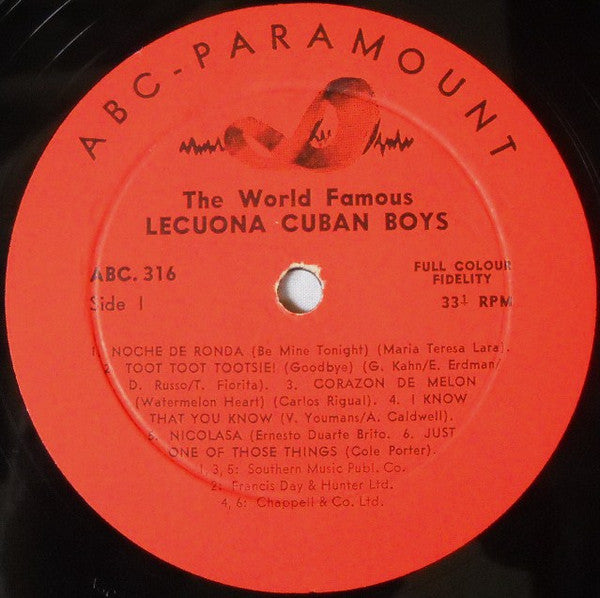 ABC-PARAMOUNT
The World Famous
LECUONA CUBAN BOYS
ABC. 316
Side 1
FULL COLOUR
FIDELITY
33⅓ RPM
1. NOCHE DE RONDA (Be Mine Tonight) (Maria Teresa Lara).
2. TOOT TOOT TOOTSIE! (Goodbye) (G. Kahn/E. Erdman/
D. Russo/T. Fiorita). 3. CORAZON DE MELON
(Watermelon Heart) (Carlos Rigual). 4. I KNOW
THAT YOU KNOW (V. Youmans/A. Caldwell).
5. NICOLASA (Ernesto Duarte Brito. 6. JUST
ONE OF THOSE THINGS (Cole Porter).
1, 3, 5: Southern Music Publ. Co.
2: Francis Day & Hunter Ltd.
4, 6: Chappell & Co. Ltd.